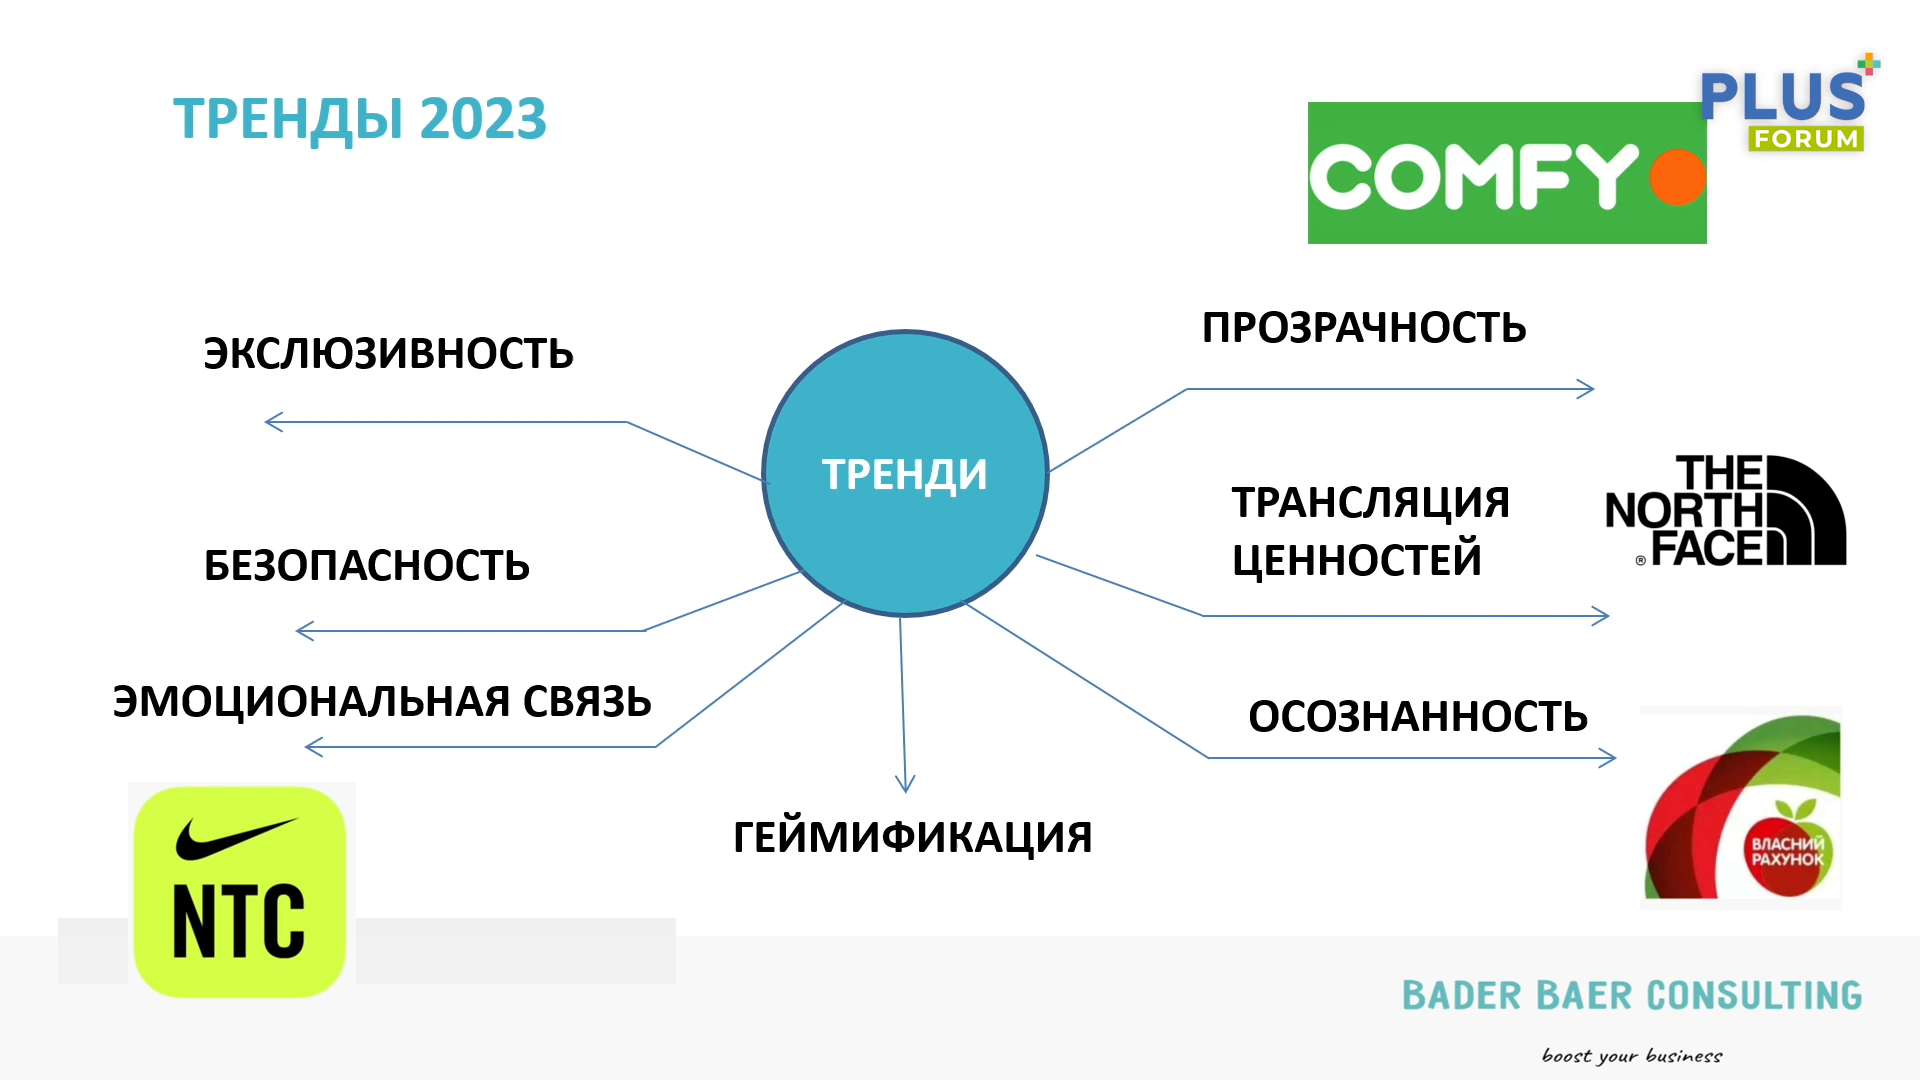 ТРЕНДЫ 2023
PLUS
FORUM
COMFY
ЭКСЛЮЗИВНОСТЬ
ПРОЗРАЧНОСТЬ
ТРЕНДИ
ТРАНСЛЯЦИЯ
ЦЕННОСТЕЙ
THE
NORTH
® FACE
БЕЗОПАСНОСТЬ
ЭМОЦИОНАЛЬНАЯ СВЯЗЬ
ОСОЗНАННОСТЬ
ГЕЙМИФИКАЦИЯ
ВЛАСНИЙ
РАХУНОК
NTC
BADER BAER CONSULTING
boost your business